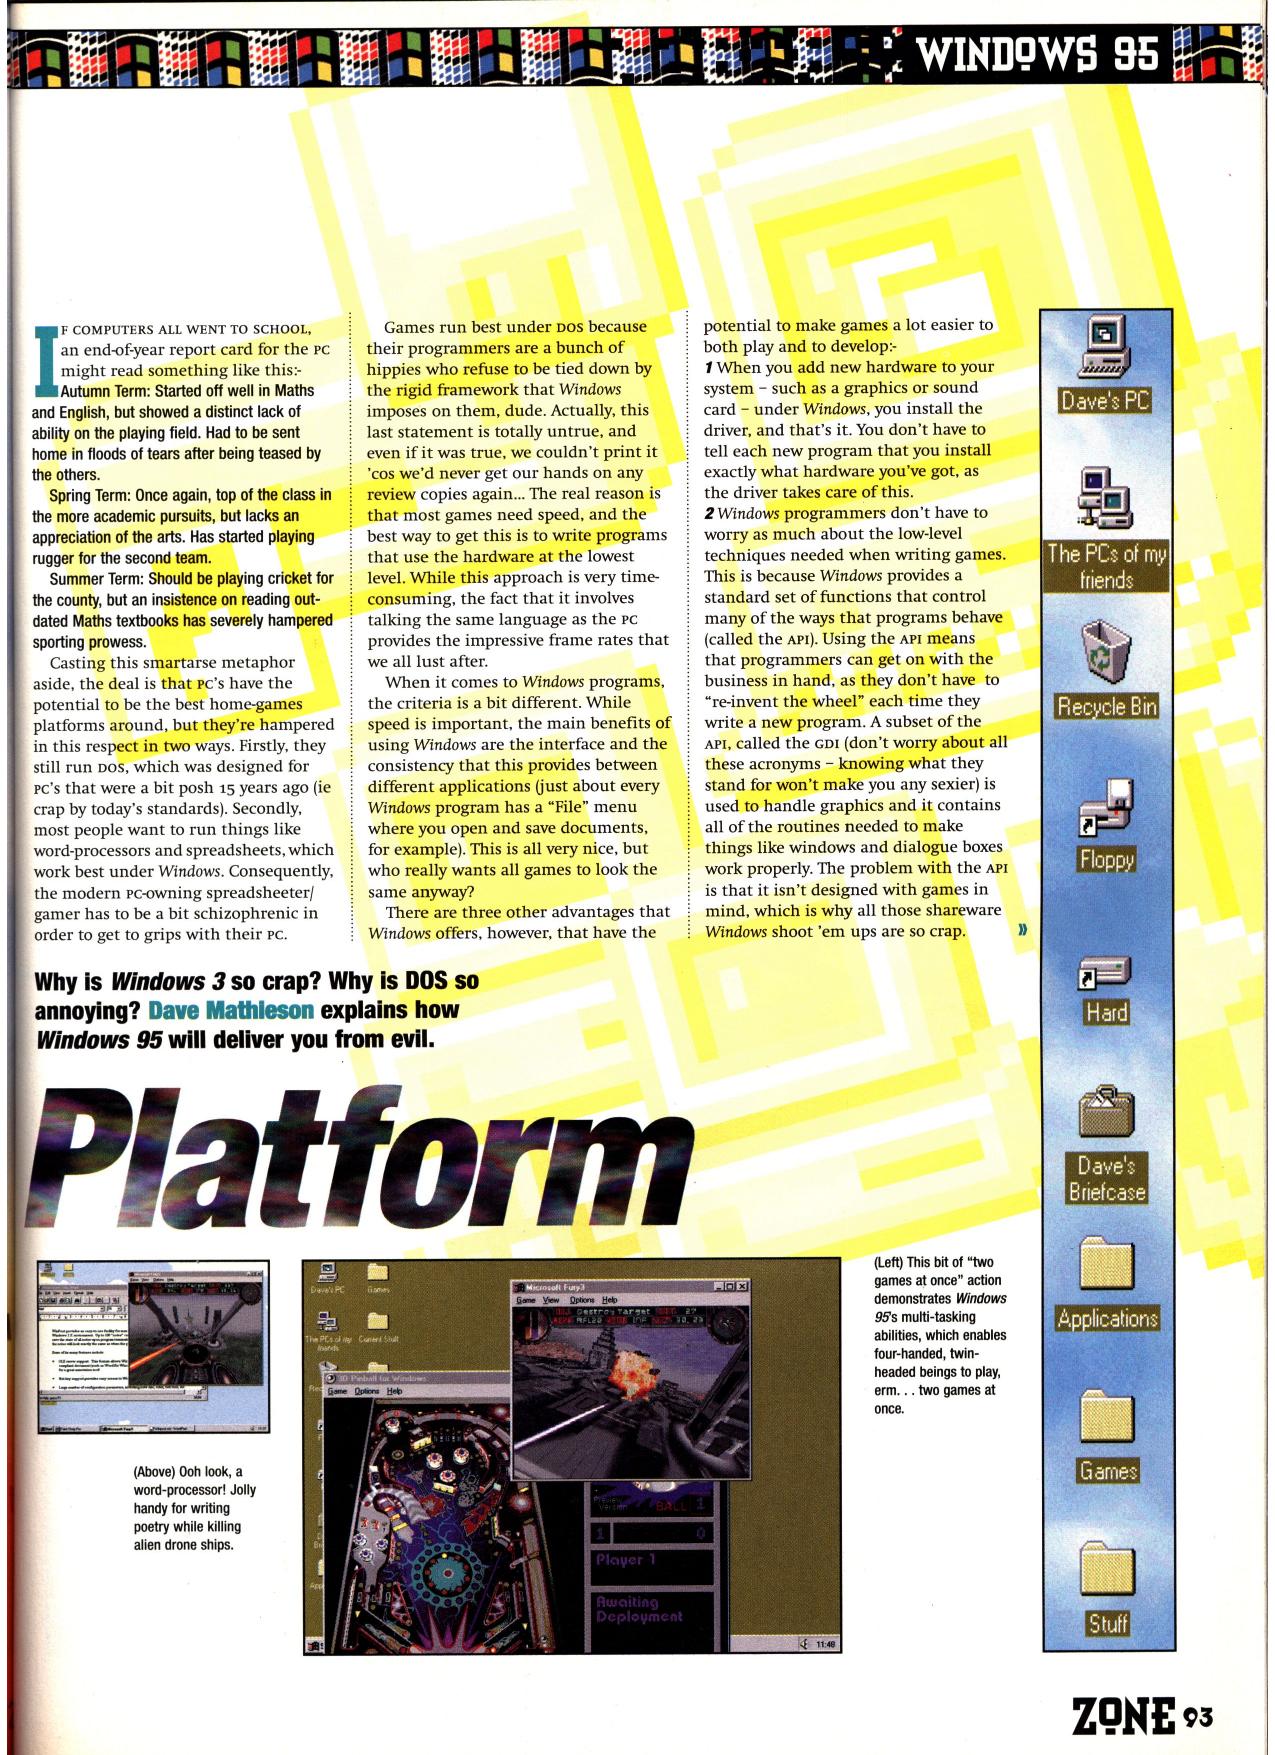 WINDOWS 95
IF COMPUTERS ALL WENT TO SCHOOL,
an end-of-year report card for the PC
might read something like this:-
Autumn Term: Started off well in Maths
and English, but showed a distinct lack of
ability on the playing field. Had to be sent
home in floods of tears after being teased by
the others.
Spring Term: Once again, top of the class in
the more academic pursuits, but lacks an
appreciation of the arts. Has started playing
rugger for the second team.
Summer Term: Should be playing cricket for
the county, but an insistence on reading out-
dated Maths textbooks has severely hampered
sporting prowess.
Casting this smartarse metaphor
aside, the deal is that PC's have the
potential to be the best home-games
platforms around, but they're hampered
in this respect in two ways. Firstly, they
still run DOS, which was designed for
PC's that were a bit posh 15 years ago (ie
crap by today's standards). Secondly,
most people want to run things like
word-processors and spreadsheets, which
work best under Windows. Consequently,
the modern PC-owning spreadsheeter/
gamer has to be a bit schizophrenic in
order to get to grips with their PC.
Games run best under DOS because
their programmers are a bunch of
hippies who refuse to be tied down by
the rigid framework that Windows
imposes on them, dude. Actually, this
last statement is totally untrue, and
even if it was true, we couldn't print it
'cos we'd never get our hands on any
review copies again... The real reason is
that most games need speed, and the
best way to get this is to write programs
that use the hardware at the lowest
level. While this approach is very time-
consuming, the fact that it involves
talking the same language as the PC
provides the impressive frame rates that
we all lust after.
When it comes to Windows programs,
the criteria is a bit different. While
speed is important, the main benefits of
using Windows are the interface and the
consistency that this provides between
different applications (just about every
Windows program has a "File" menu
where you open and save documents,
for example). This is all very nice, but
who really wants all games to look the
same anyway?
There are three other advantages that
Windows offers, however, that have the
potential to make games a lot easier to
both play and to develop:-
1 When you add new hardware to your
system – such as a graphics or sound
card – under Windows, you install the
driver, and that's it. You don't have to
tell each new program that you install
exactly what hardware you've got, as
the driver takes care of this.
2 Windows programmers don't have to
worry as much about the low-level
techniques needed when writing games.
This is because Windows provides a
standard set of functions that control
many of the ways that programs behave
(called the API). Using the API means
that programmers can get on with the
business in hand, as they don't have to
"re-invent the wheel" each time they
write a new program. A subset of the
API, called the GDI (don't worry about all
these acronyms – knowing what they
stand for won't make you any sexier) is
used to handle graphics and it contains
all of the routines needed to make
things like windows and dialogue boxes
work properly. The problem with the API
is that it isn't designed with games in
mind, which is why all those shareware
Windows shoot 'em ups are so crap. »
Dave's PC
The PCs of my
friends
Recycle Bin
Floppy
Hard
Dave's
Briefcase
Applications
Games
Stuff
Why is Windows 3 so crap? Why is DOS so
annoying? Dave Mathieson explains how
Windows 95 will deliver you from evil.
Platform
(Above) Ooh look, a
word-processor! Jolly
handy for writing
poetry while killing
alien drone ships.
Dave's PC
Games
The PCs of my
friends
Current Stuff
Microsoft Fury3
Game View Options Help
Destroy Target
3D Pinball for Windows
Game Options Help
BALL 1
1 0
Player 1
Awaiting
Deployment
11:48
(Left) This bit of "two
games at once" action
demonstrates Windows
95's multi-tasking
abilities, which enables
four-handed, twin-
headed beings to play,
erm. . . two games at
once.
ZONE 93